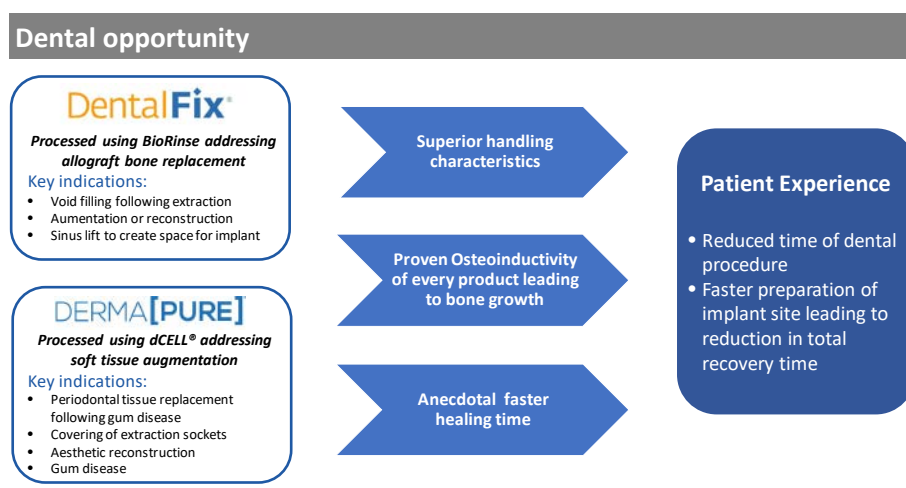 Dental opportunity
DentalFix
Processed using BioRinse addressing
allograft bone replacement
Key indications:
• Void filling following extraction
• Aumentation or reconstruction
• Sinus lift to create space for implant
DERMA[PURE]
Processed using dCELL® addressing
soft tissue augmentation
Key indications:
• Periodontal tissue replacement
following gum disease
• Covering of extraction sockets
• Aesthetic reconstruction
• Gum disease
Superior handling
characteristics
Proven Osteoinductivity
of every product leading
to bone growth
Anecdotal faster
healing time
Patient Experience
• Reduced time of dental
procedure
• Faster preparation of
implant site leading to
reduction in total
recovery time